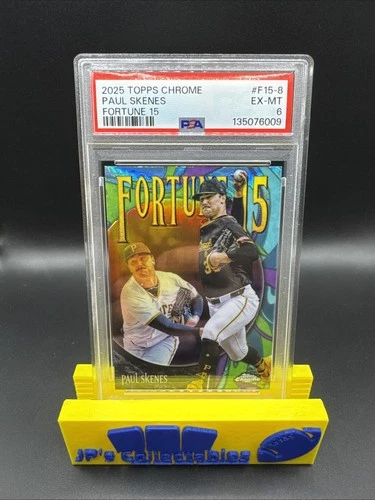 2025 TOPPS CHROME #F15-8
PAUL SKENES EX-MT
FORTUNE 15 6
PSA 135076009
FORTUNE 15
PAUL SKENES
JP's Collectables